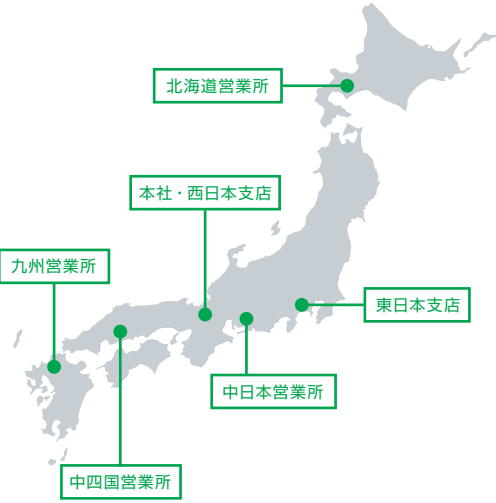 北海道営業所
本社・西日本支店
九州営業所
東日本支店
中日本営業所
中四国営業所